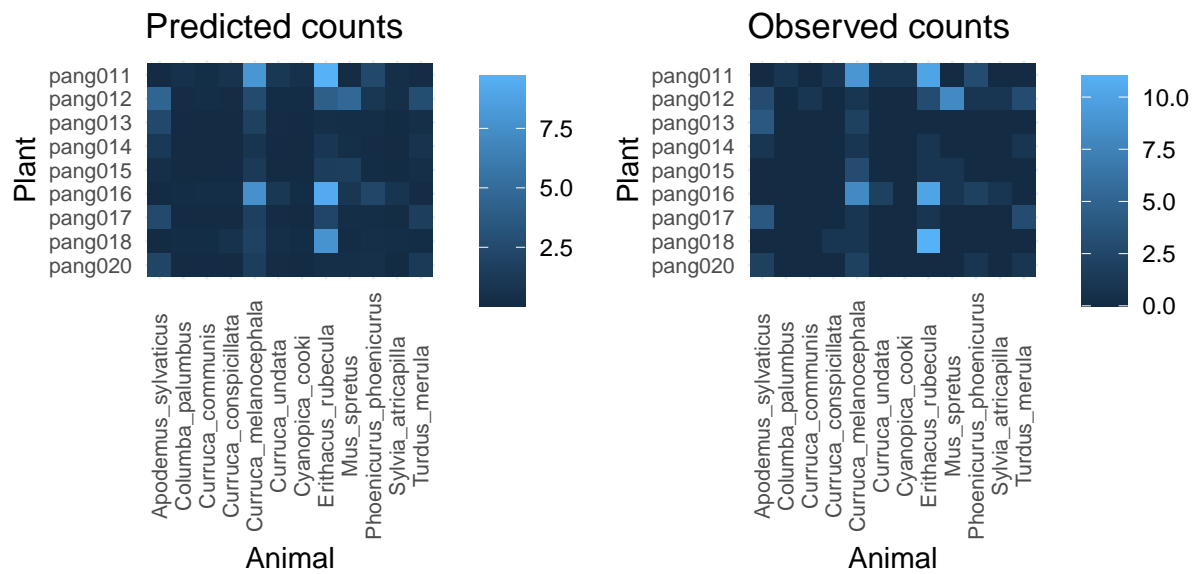 Predicted counts
Plant
pang011
pang012
pang013
pang014
pang015
pang016
pang017
pang018
pang020
7.5
5.0
2.5
Apodemus_sylvaticus
Columba_palumbus
Curruca_communis
Curruca_conspicillata
Curruca_melanocephala
Curruca_undata
Cyanopica_cooki
Erithacus_rubecula
Mus_spretus
Phoenicurus_phoenicurus
Sylvia_atricapilla
Turdus_merula
Animal
Observed counts
Plant
pang011
pang012
pang013
pang014
pang015
pang016
pang017
pang018
pang020
10.0
7.5
5.0
2.5
0.0
Apodemus_sylvaticus
Columba_palumbus
Curruca_communis
Curruca_conspicillata
Curruca_melanocephala
Curruca_undata
Cyanopica_cooki
Erithacus_rubecula
Mus_spretus
Phoenicurus_phoenicurus
Sylvia_atricapilla
Turdus_merula
Animal